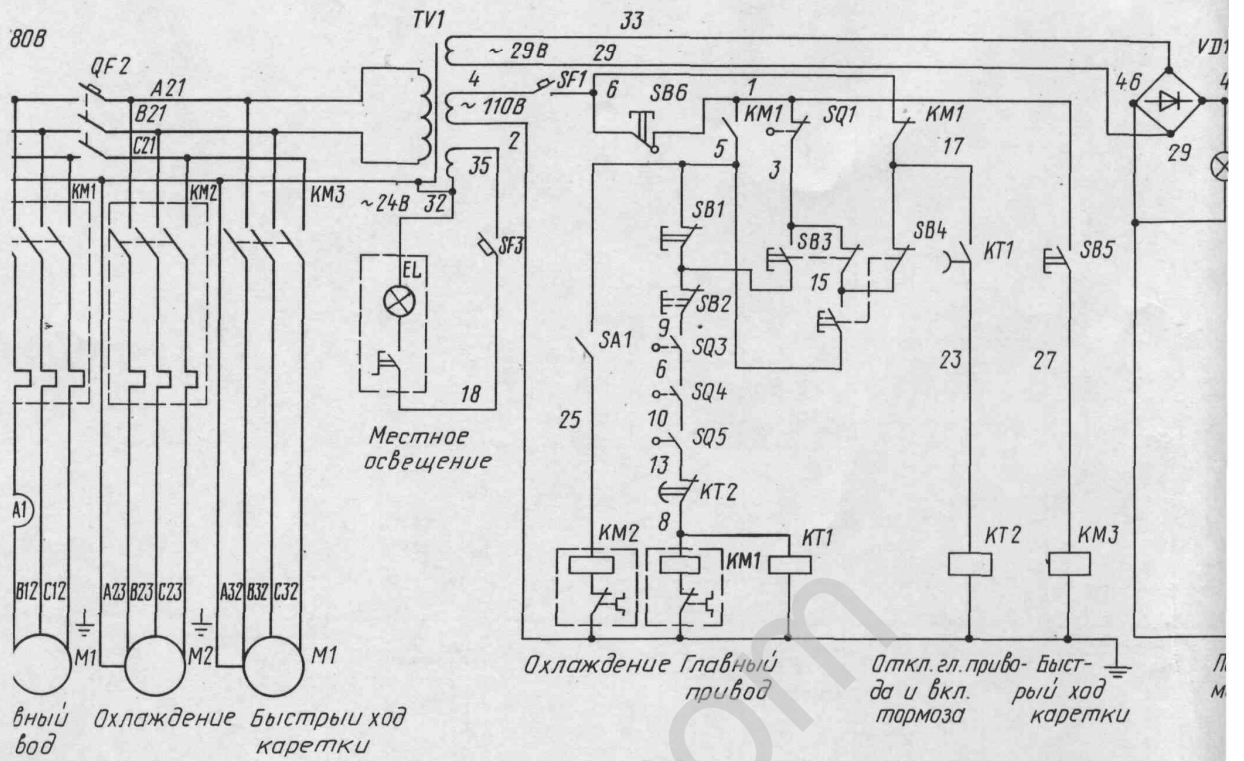 80В
QF2
A21
B21
C21
TV1
33
~29В
29
4
SF1
6
1
SB6
~110В
2
KM1
SQ1
KM1
VD1
46
4
29
5
3
17
35
KM1
KM2
KM3
~24В
32
SF3
SB1
SB3
SB4
KT1
SB5
EL
SB2
15
9
SA1
SQ3
6
23
27
18
SQ4
25
10
SQ5
Местное
освещение
13
KT2
8
A1
KM2
KM1
KT1
KT2
KM3
B12
C12
A23
B23
C23
A32
B32
C32
M1
M2
M1
Охлаждение
Главный
привод
Откл. гл. приво-
да и вкл.
тормоза
Быст-
рый ход
каретки
вный
вод
Охлаждение
Быстрый ход
каретки
om